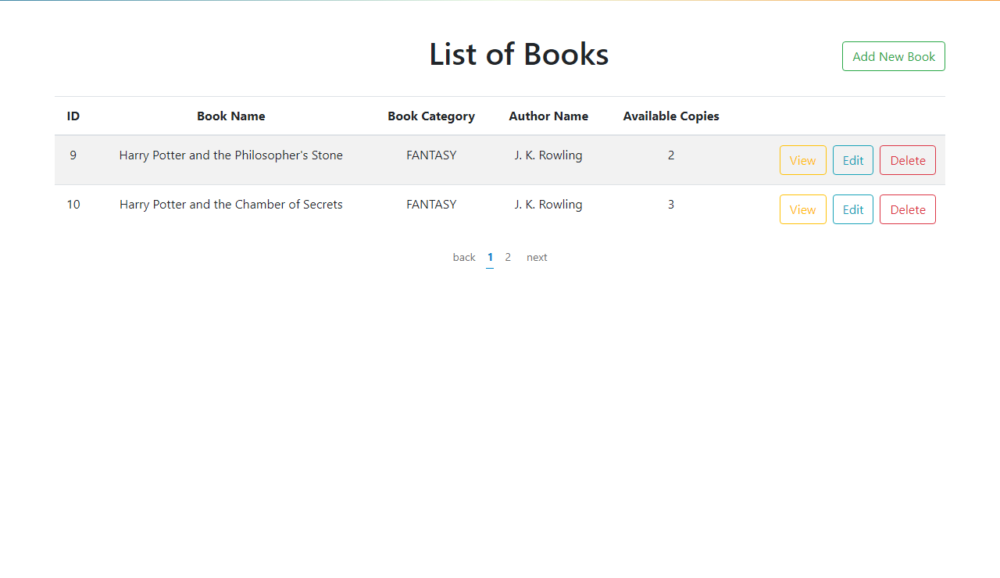 List of Books
Add New Book
ID Book Name Book Category Author Name Available Copies
9 Harry Potter and the Philosopher's Stone FANTASY J. K. Rowling 2 View Edit Delete
10 Harry Potter and the Chamber of Secrets FANTASY J. K. Rowling 3 View Edit Delete
back 1 2 next